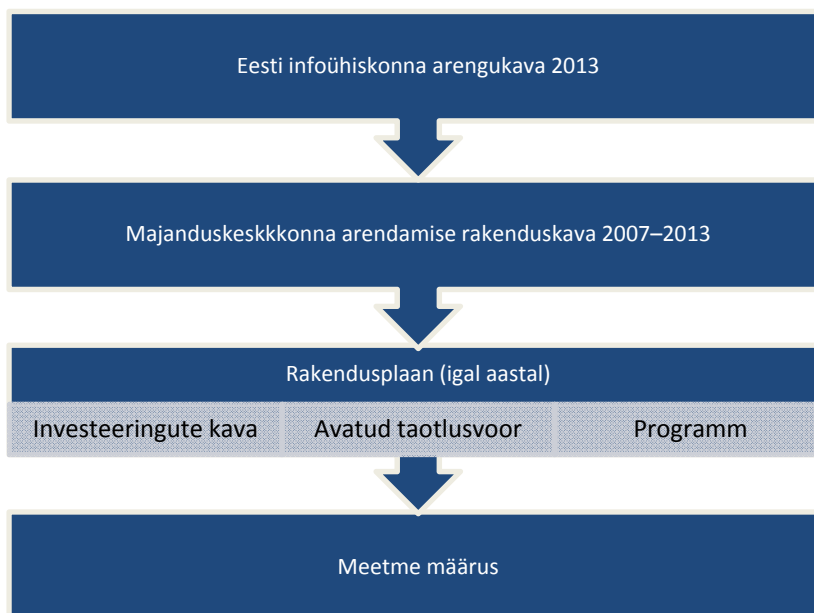 Eesti infoühiskonna arengukava 2013
Majanduskeskkkonna arendamise rakenduskava 2007–2013
Rakendusplaan (igal aastal)
Investeeringute kava Avatud taotlusvoor Programm
Meetme määrus